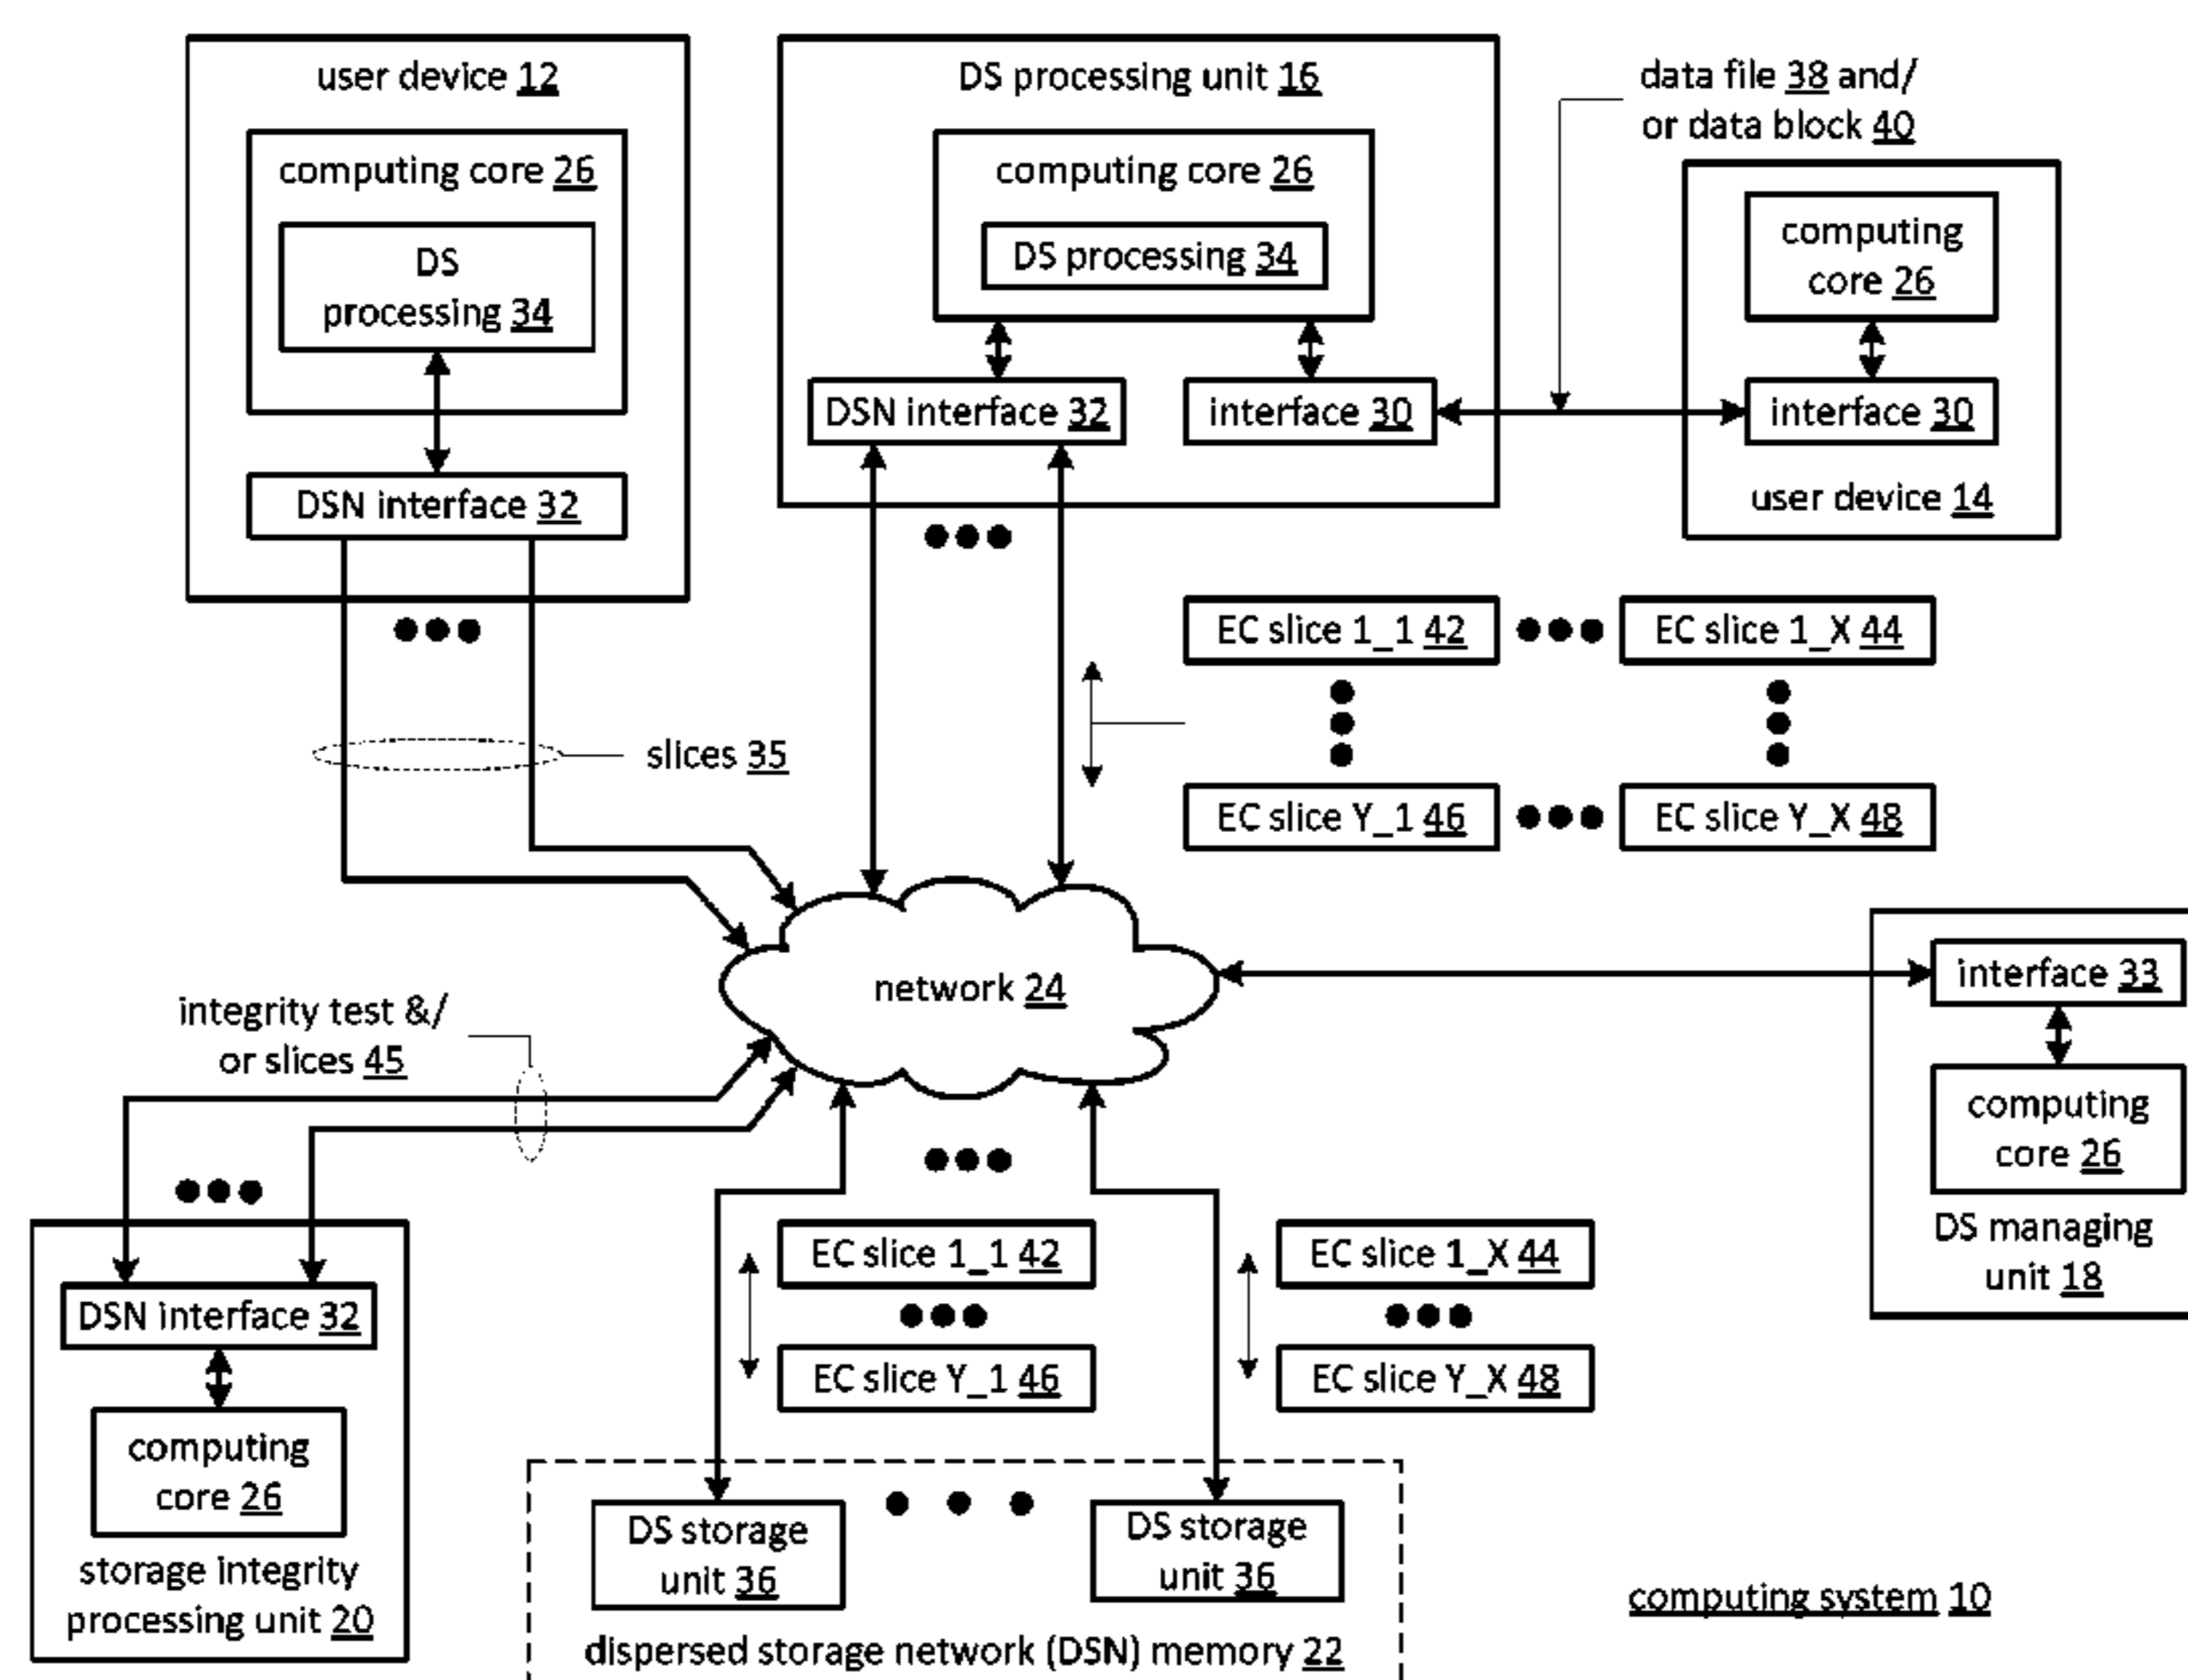 user device 12
computing core 26
DS
processing 34
DSN interface 32
DS processing unit 16
computing core 26
DS processing 34
DSN interface 32
interface 30
data file 38 and/
or data block 40
computing
core 26
interface 30
user device 14
EC slice 1_1 42
EC slice 1_X 44
slices 35
EC slice Y_1 46
EC slice Y_X 48
network 24
interface 33
computing
core 26
DS managing
unit 18
integrity test &/
or slices 45
DSN interface 32
computing
core 26
storage integrity
processing unit 20
EC slice 1_1 42
EC slice Y_1 46
EC slice 1_X 44
EC slice Y_X 48
DS storage
unit 36
DS storage
unit 36
dispersed storage network (DSN) memory 22
computing system 10